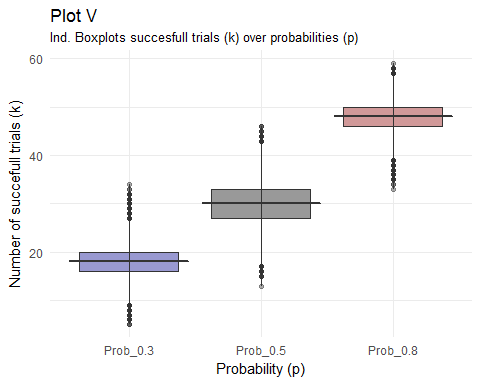 Plot V
Ind. Boxplots succesfull trials (k) over probabilities (p)
Number of succefull trials (k)
60
40
20
Prob_0.3 Prob_0.5 Prob_0.8
Probability (p)